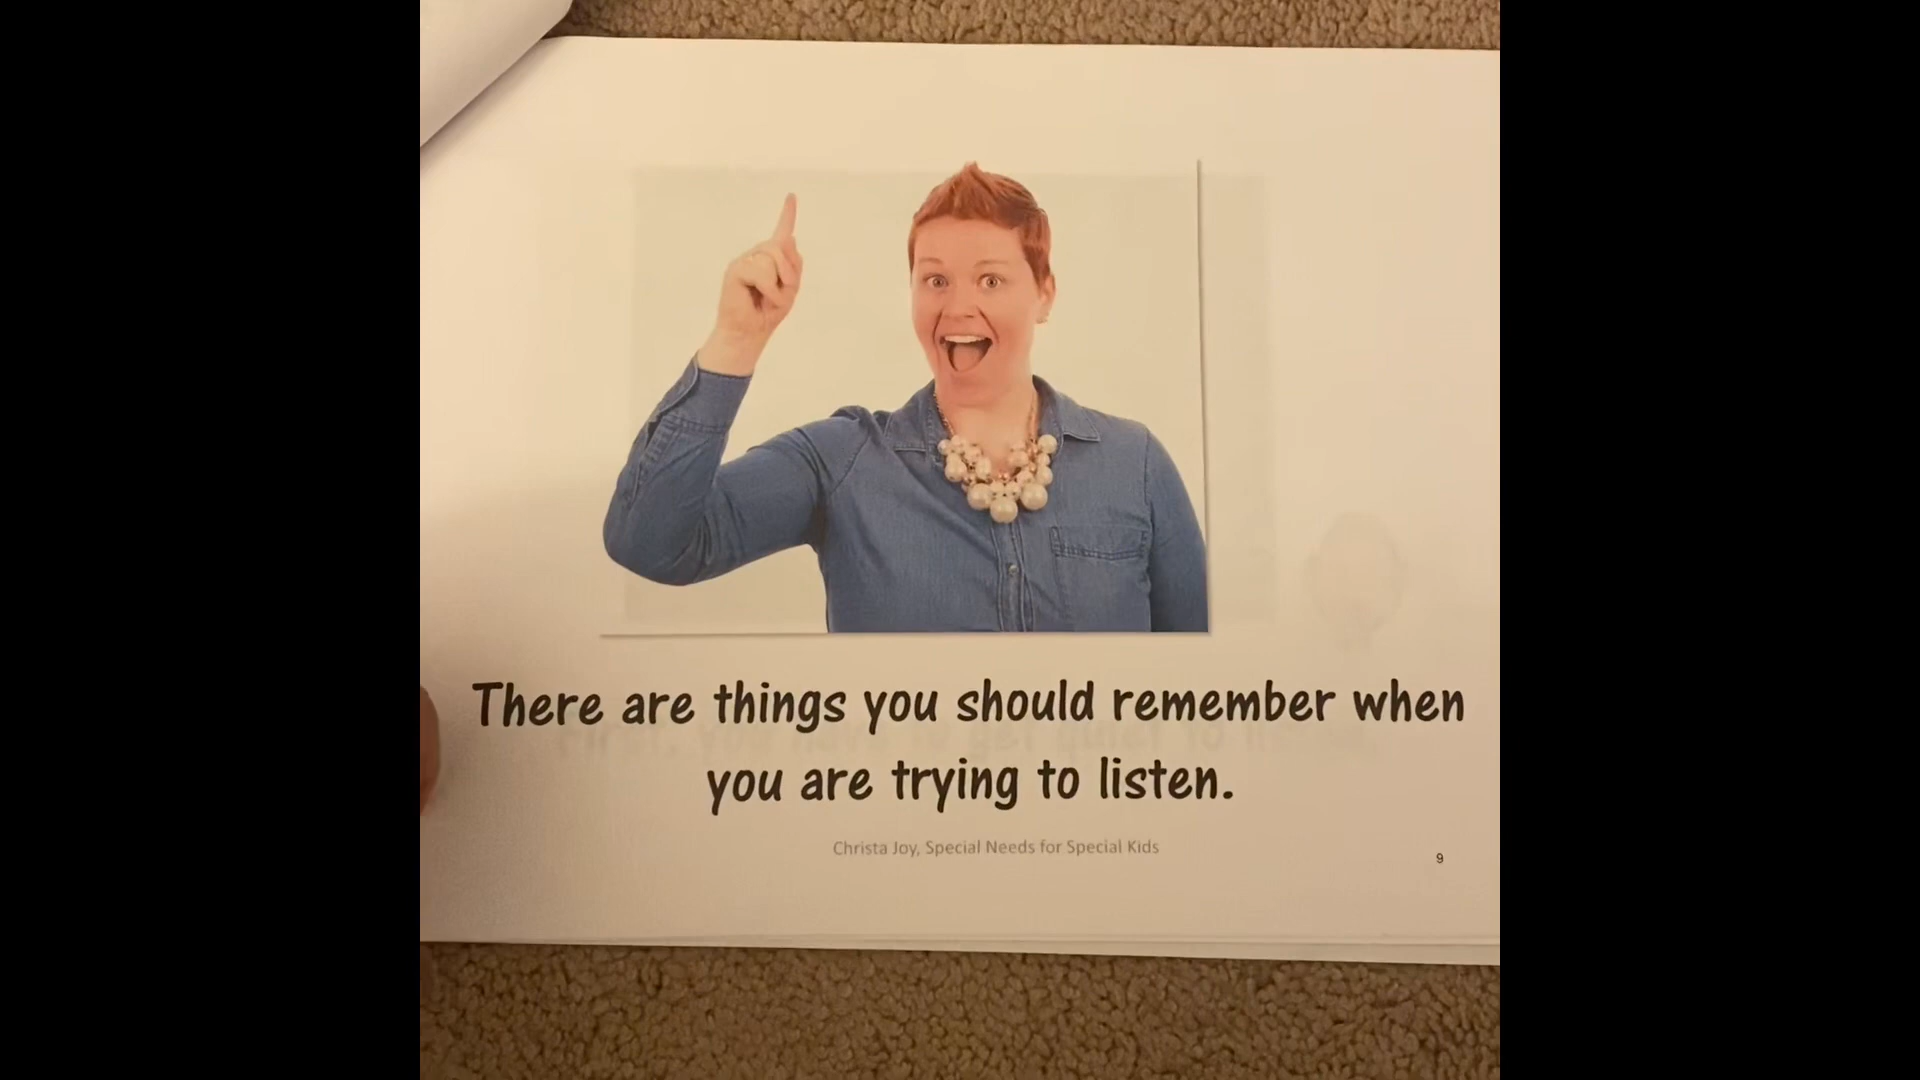 There are things you should remember when
you are trying to listen.
Christa Joy, Special Needs for Special Kids
9